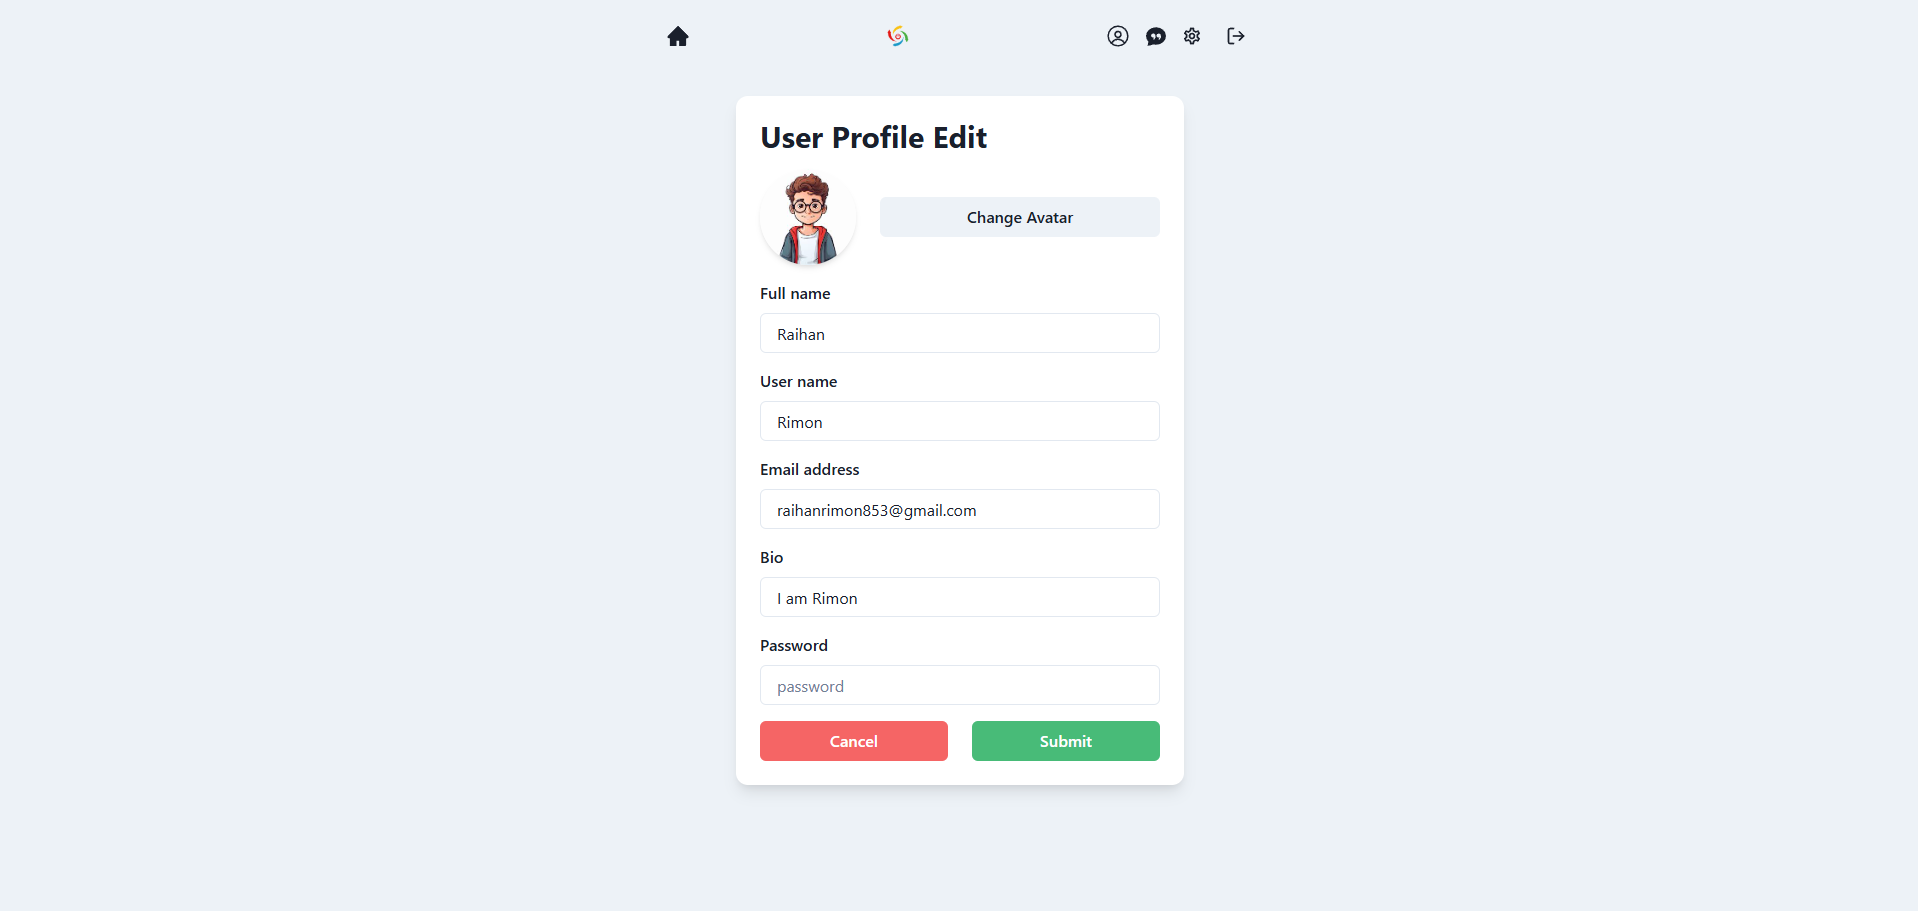 User Profile Edit
Change Avatar
Full name
Raihan
User name
Rimon
Email address
raihanrimon853@gmail.com
Bio
I am Rimon
Password
password
Cancel
Submit